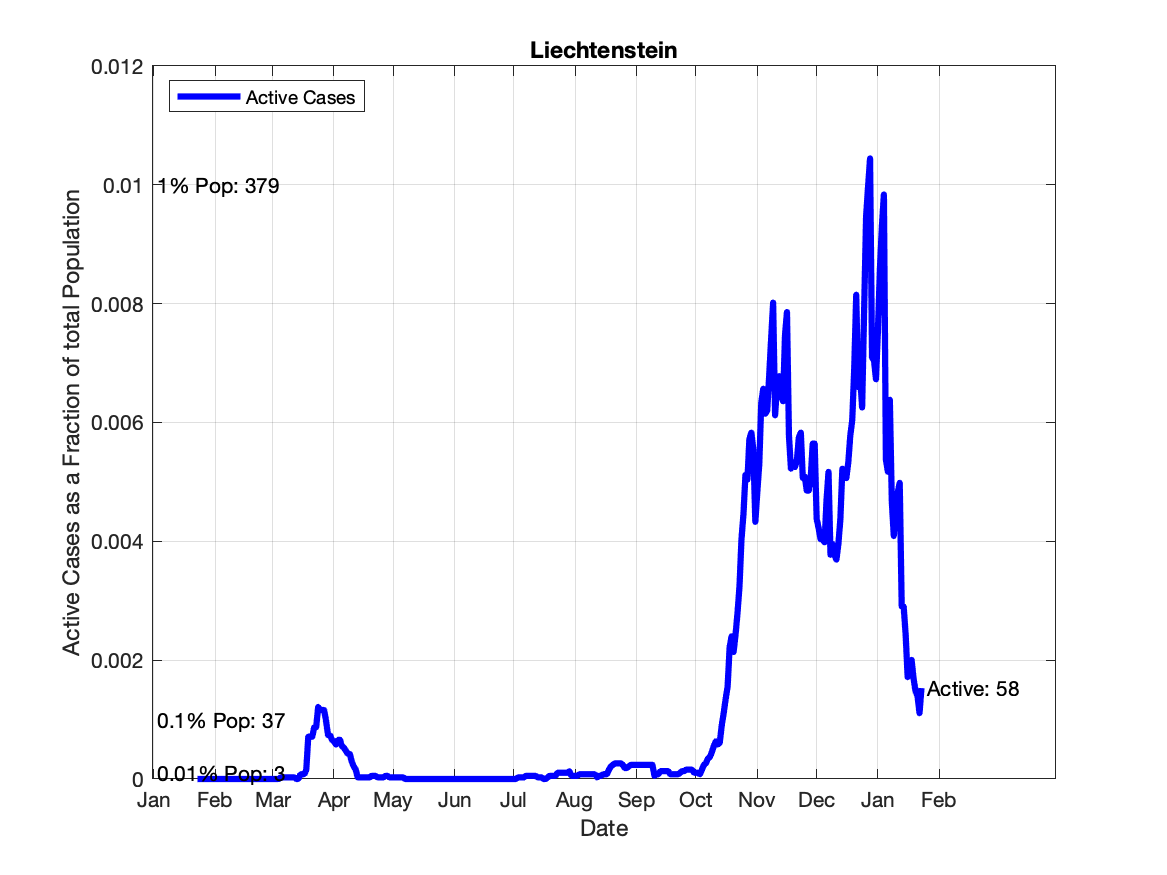 Liechtenstein
0.012
Active Cases
0.01
1% Pop: 379
0.008
0.006
0.004
0.002
Active: 58
0.1% Pop: 37
0.01% Pop: 3
0
Jan Feb Mar Apr May Jun Jul Aug Sep Oct Nov Dec Jan Feb
Date
Active Cases as a Fraction of total Population